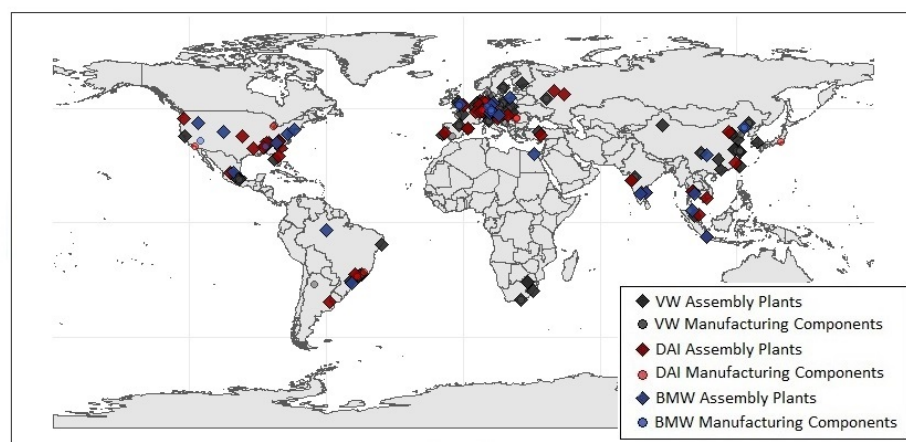 VW Assembly Plants
VW Manufacturing Components
DAI Assembly Plants
DAI Manufacturing Components
BMW Assembly Plants
BMW Manufacturing Components